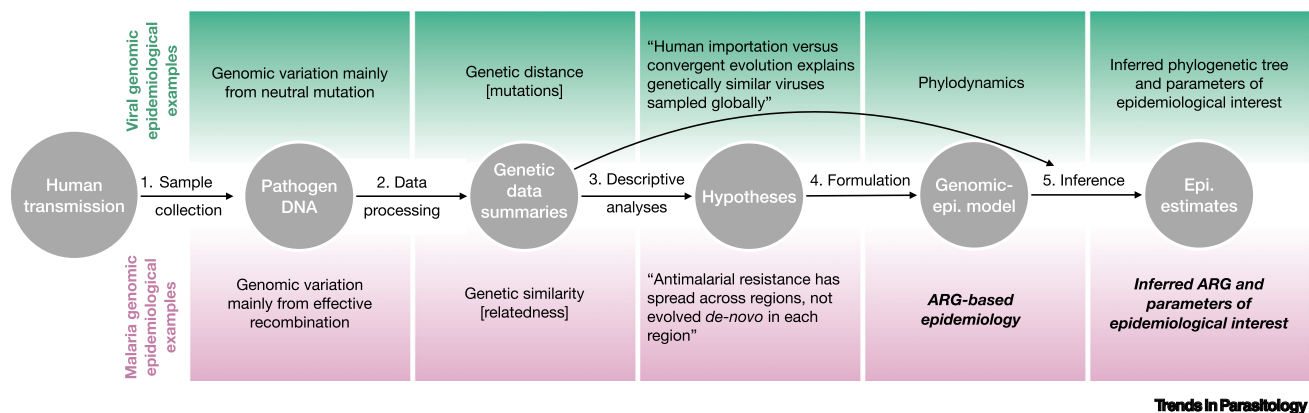 Viral genomic
epidemiological
examples
Genomic variation mainly
from neutral mutation
Genetic distance
[mutations]
“Human importation versus
convergent evolution explains
genetically similar viruses
sampled globally”
Phylodynamics
Inferred phylogenetic tree
and parameters of
epidemiological interest
Human
transmission
1. Sample
collection
Pathogen
DNA
2. Data
processing
Genetic
data
summaries
3. Descriptive
analyses
Hypotheses
4. Formulation
Genomic-
epi. model
5. Inference
Epi.
estimates
Malaria genomic
epidemiological
examples
Genomic variation
mainly from effective
recombination
Genetic similarity
[relatedness]
“Antimalarial resistance has
spread across regions, not
evolved de-novo in each
region”
ARG-based
epidemiology
Inferred ARG and
parameters of
epidemiological interest
Trends in Parasitology